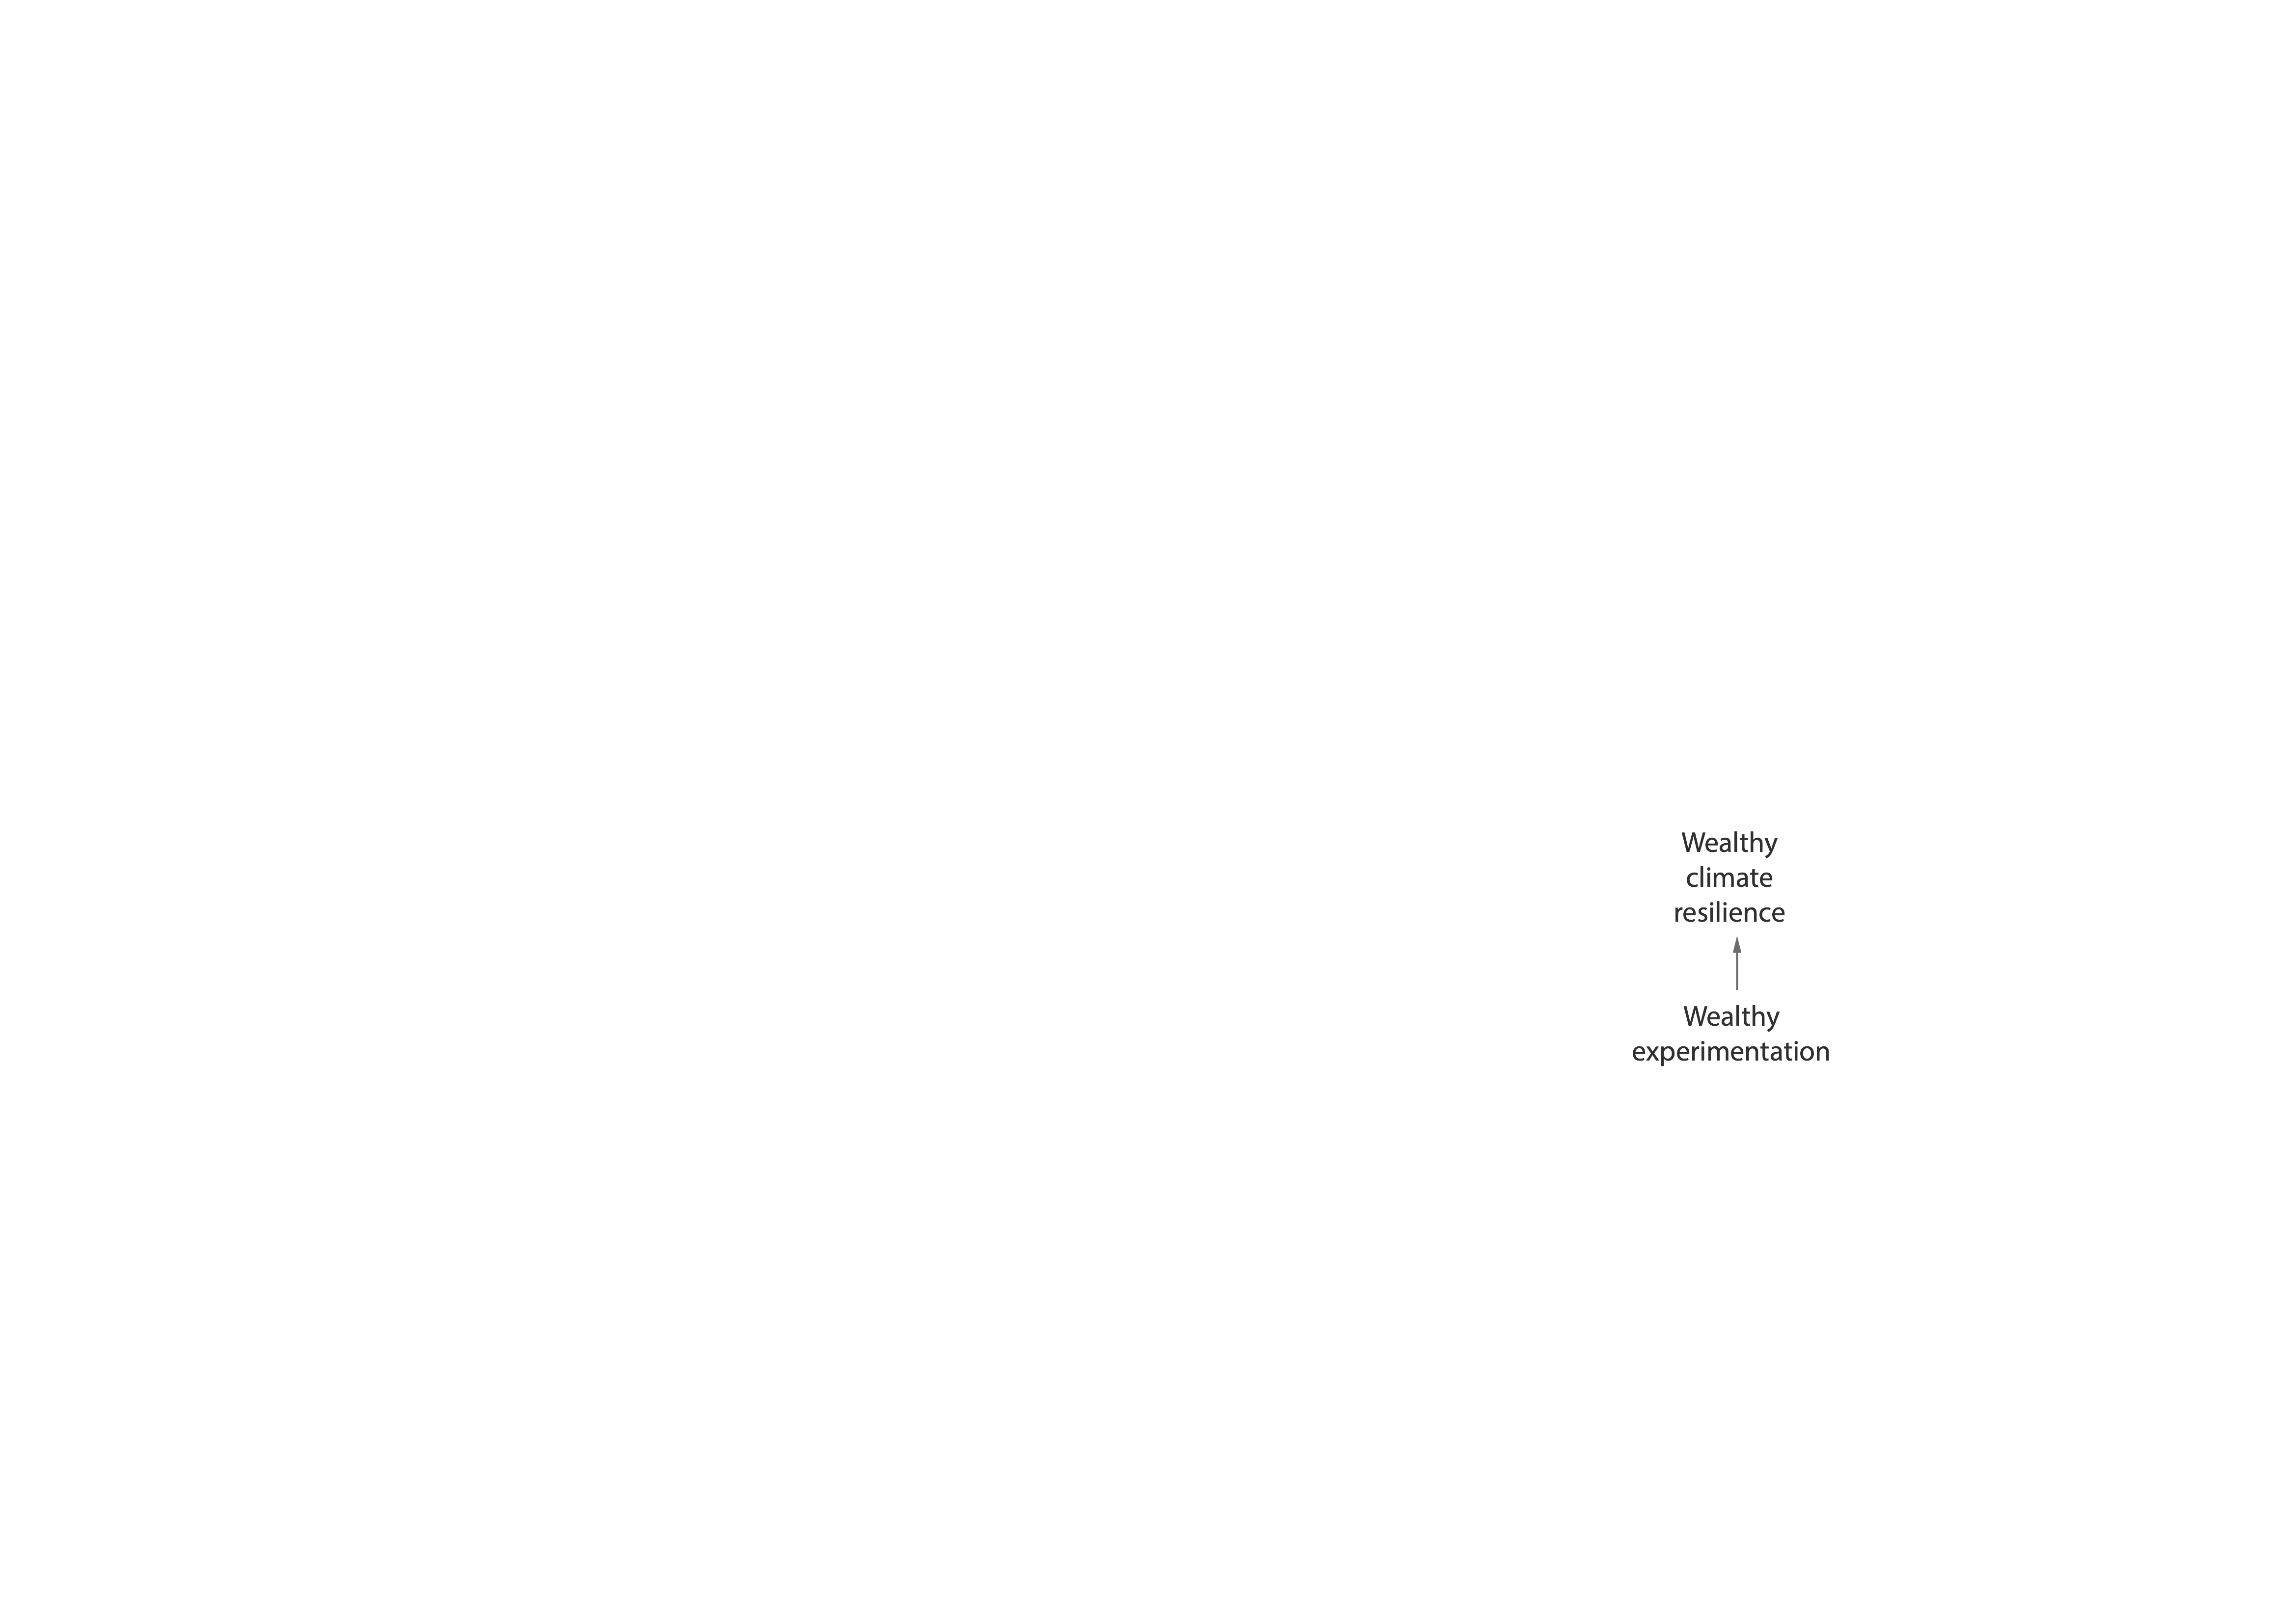 Wealthy
climate
resilience
Wealthy
experimentation